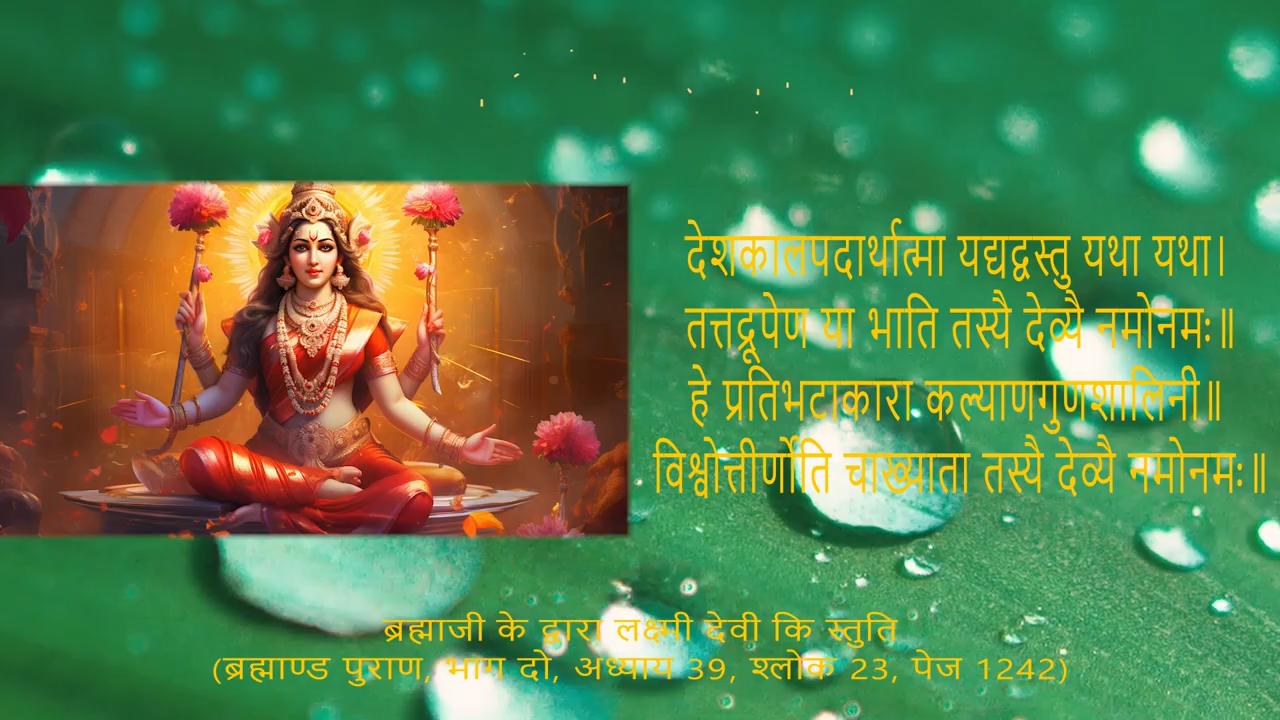 देशकालपदार्थात्मा यद्यद्वस्तु यथा यथा।
तत्तद्रूपेण या भाति तस्यै देव्यै नमोनमः॥
हे प्रतिभटाकारा कल्याणगुणशालिनी॥
विश्वोत्तीर्णोति चाख्याता तस्यै देव्यै नमोनमः॥
ब्रह्माजी के द्वारा लक्ष्मी देवी कि स्तुति
(ब्रह्माण्ड पुराण, भाग दो, अध्याय 39, श्लोक 23, पेज 1242)